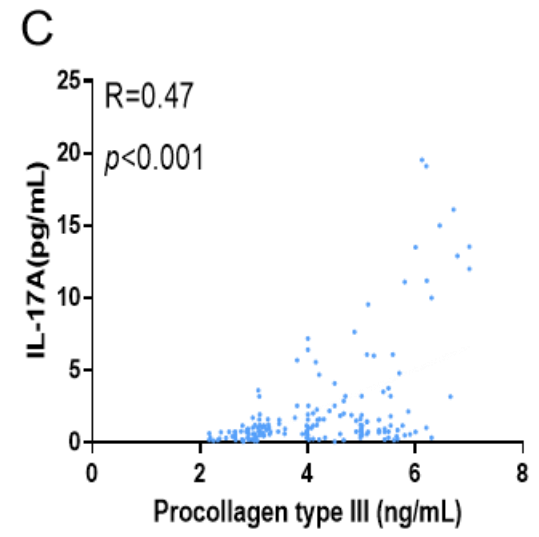 C
25
R=0.47
20
p<0.001
15
10
5
0
IL-17A(pg/mL)
0 2 4 6 8
Procollagen type III (ng/mL)